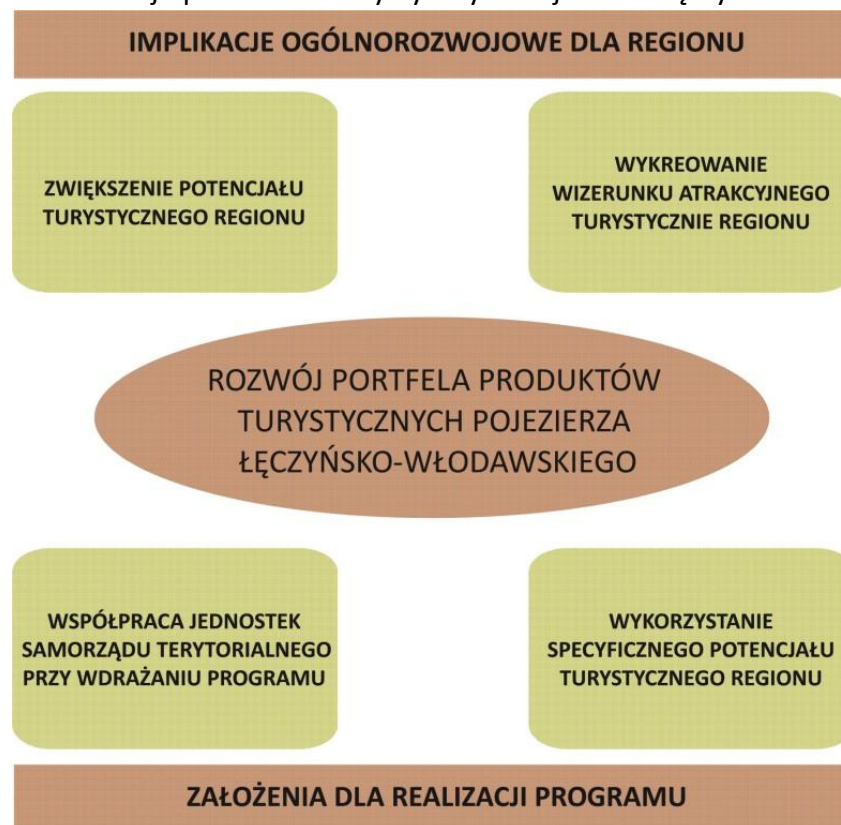 IMPLIKACJE OGÓLNOROZWOJOWE DLA REGIONU
ZWIĘKSZENIE POTENCJAŁU
TURYSTYCZNEGO REGIONU
WYKREOWANIE
WIZERUNKU ATRAKCYJNEGO
TURYSTYCZNIE REGIONU
ROZWÓJ PORTFELA PRODUKTÓW
TURYSTYCZNYCH POJEZIERZA
ŁĘCZYŃSKO-WŁODAWSKIEGO
WSPÓŁPRACA JEDNOSTEK
SAMORZĄDU TERYTORIALNEGO
PRZY WDRAŻANIU PROGRAMU
WYKORZYSTANIE
SPECYFICZNEGO POTENCJAŁU
TURYSTYCZNEGO REGIONU
ZAŁOŻENIA DLA REALIZACJI PROGRAMU